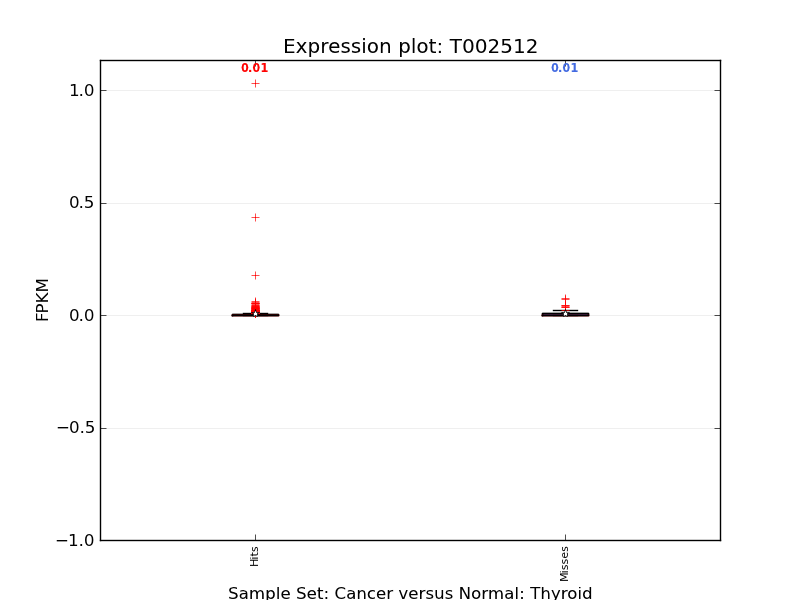 Expression plot: T002512
0.01
0.01
1.0
0.5
0.0
−0.5
−1.0
FPKM
Hits
Misses
Sample Set: Cancer versus Normal: Thyroid